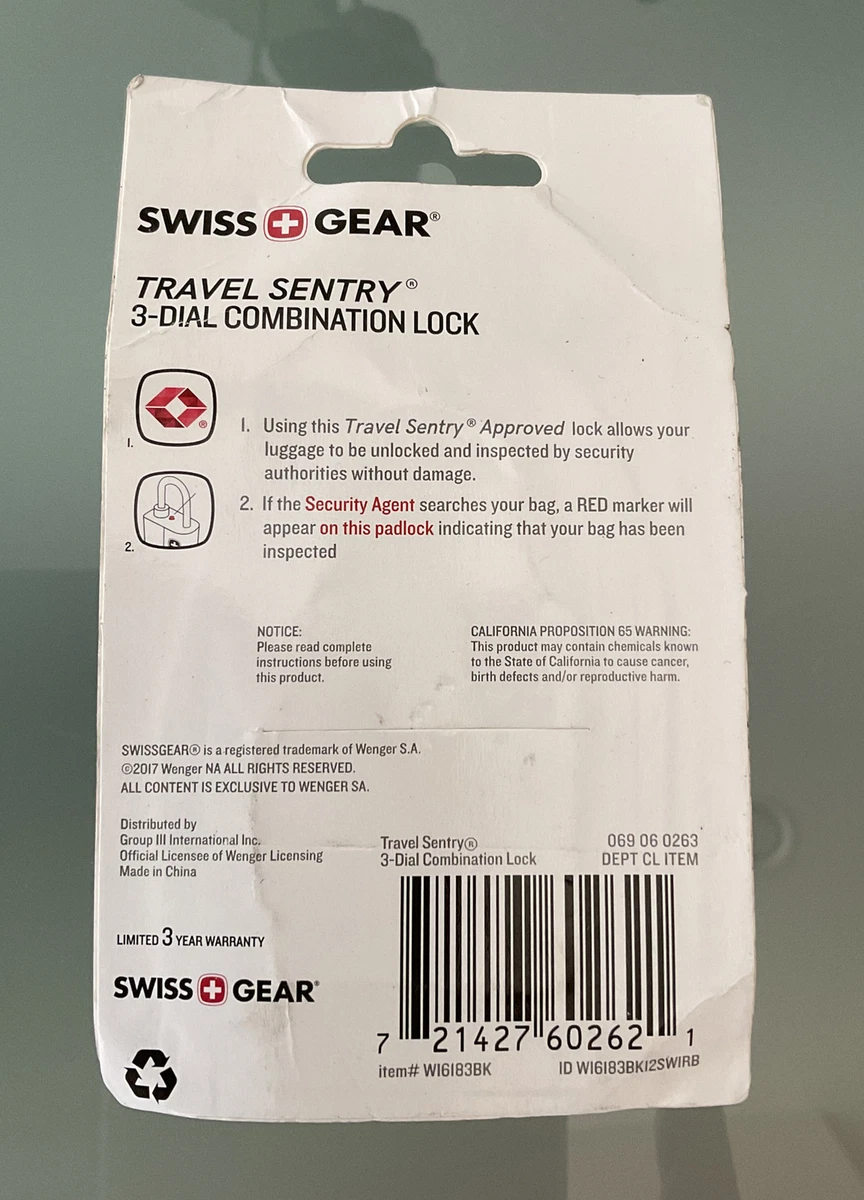 SWISS GEAR®
TRAVEL SENTRY®
3-DIAL COMBINATION LOCK
®
1.
1. Using this Travel Sentry® Approved lock allows your
luggage to be unlocked and inspected by security
authorities without damage.
2.
2. If the Security Agent searches your bag, a RED marker will
appear on this padlock indicating that your bag has been
inspected
NOTICE:
Please read complete
instructions before using
this product.
CALIFORNIA PROPOSITION 65 WARNING:
This product may contain chemicals known
to the State of California to cause cancer,
birth defects and/or reproductive harm.
SWISSGEAR® is a registered trademark of Wenger S.A.
©2017 Wenger NA ALL RIGHTS RESERVED.
ALL CONTENT IS EXCLUSIVE TO WENGER SA.
Distributed by
Group III International Inc.
Official Licensee of Wenger Licensing
Made in China
LIMITED 3 YEAR WARRANTY
SWISS GEAR®
Travel Sentry®
3-Dial Combination Lock
069 06 0263
DEPT CL ITEM
7 21427 60262 1
item# WI6183BK
ID WI6183BK12SWIRB